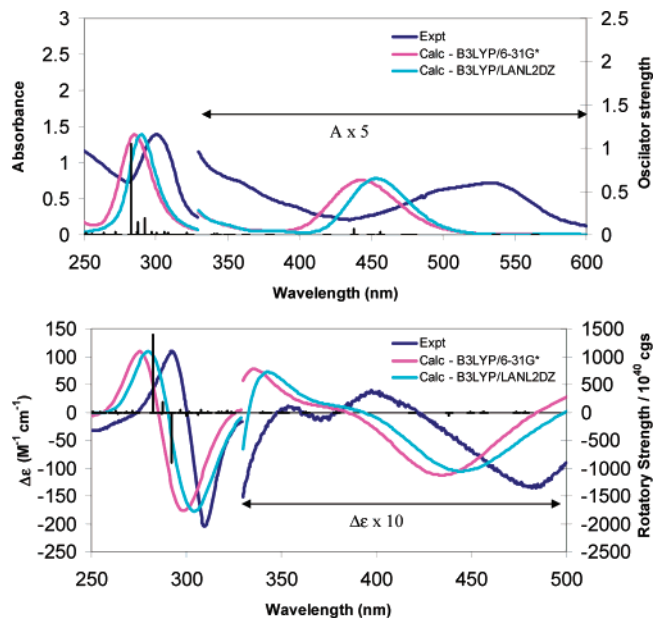 3
2.5
2
1.5
1
0.5
0
Absorbance
2.5
2
1.5
1
0.5
0
Oscilator strength
Expt
Calc - B3LYP/6-31G*
Calc - B3LYP/LANL2DZ
A x 5
250 300 350 400 450 500 550 600
Wavelength (nm)
150
100
50
0
-50
-100
-150
-200
-250
Δε (M⁻¹ cm⁻¹)
1500
1000
500
0
-500
-1000
-1500
-2000
-2500
Rotatory Strength / 10⁴⁰ cgs
Expt
Calc - B3LYP/6-31G*
Calc - B3LYP/LANL2DZ
Δε x 10
250 300 350 400 450 500
Wavelength (nm)